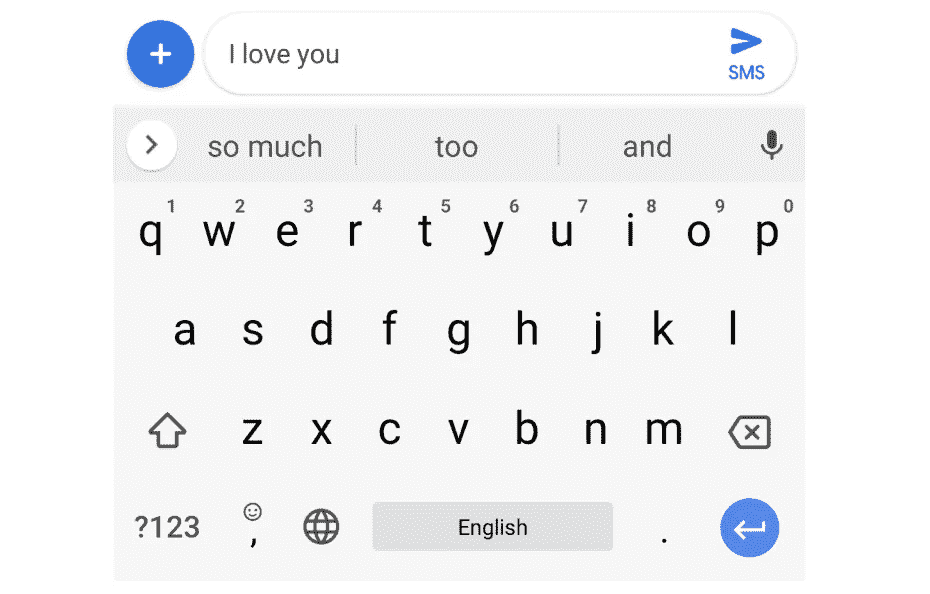 I love you
SMS
so much too and
1 2 3 4 5 6 7 8 9 0
q w e r t y u i o p
a s d f g h j k l
z x c v b n m
?123 , English .